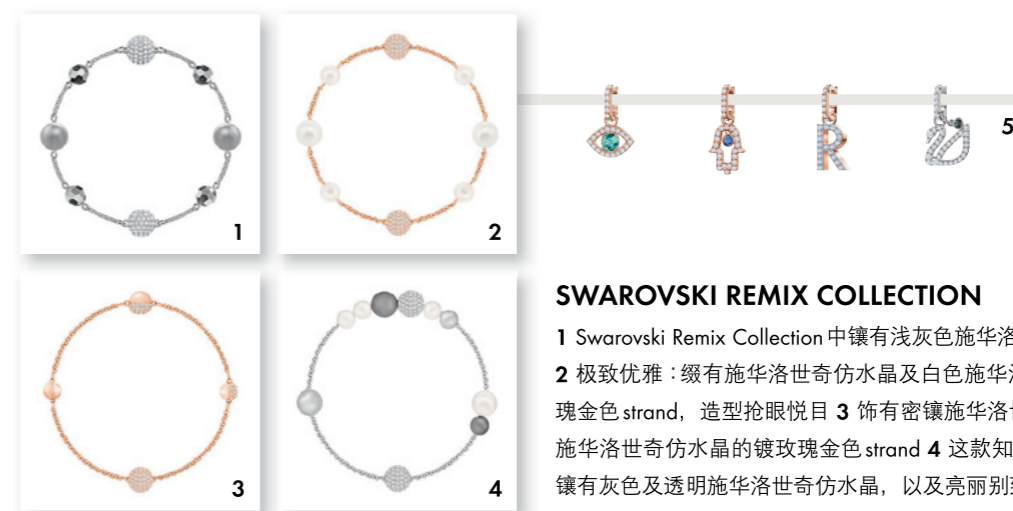 1
2
5
3
4
SWAROVSKI REMIX COLLECTION
1 Swarovski Remix Collection中镶有浅灰色施华洛
2 极致优雅：缀有施华洛世奇仿水晶及白色施华
瑰金色strand，造型抢眼悦目 3 饰有密镶施华洛
施华洛世奇仿水晶的镀玫瑰金色strand 4 这款知
镶有灰色及透明施华洛世奇仿水晶，以及亮丽别